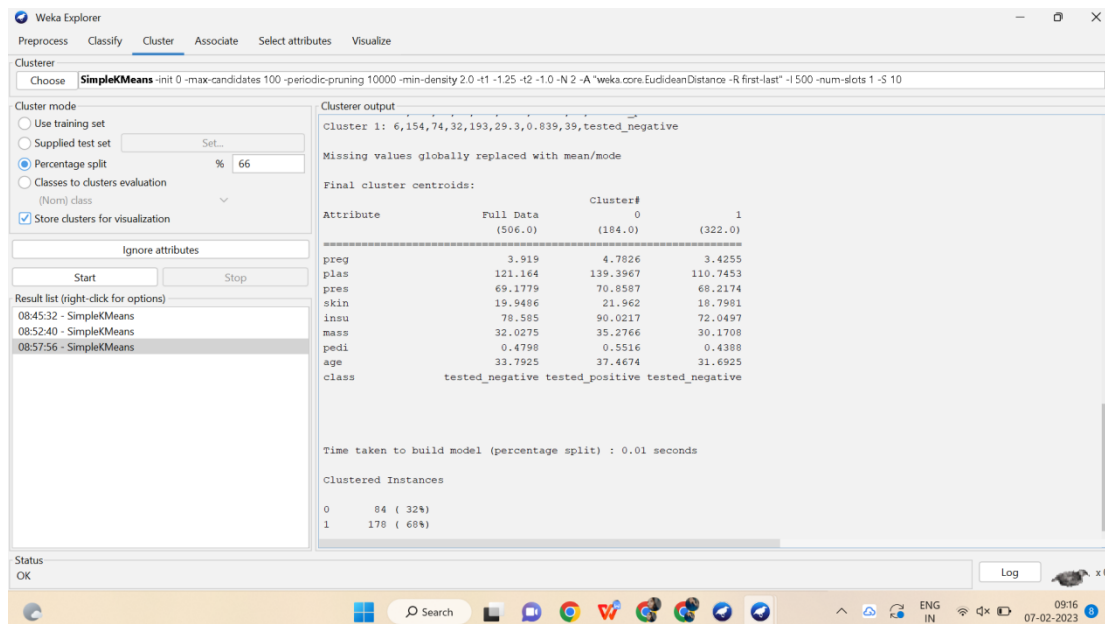 Weka Explorer
Preprocess Classify Cluster Associate Select attributes Visualize
Clusterer
Choose SimpleKMeans -init 0 -max-candidates 100 -periodic-pruning 10000 -min-density 2.0 -t1 -1.25 -t2 -1.0 -N 2 -A "weka.core.EuclideanDistance -R first-last" -I 500 -num-slots 1 -S 10
Cluster mode
Use training set
Supplied test set Set...
Percentage split % 66
Classes to clusters evaluation
(Nom) class
Store clusters for visualization
Ignore attributes
Start Stop
Result list (right-click for options)
08:45:32 - SimpleKMeans
08:52:40 - SimpleKMeans
08:57:56 - SimpleKMeans
Clusterer output
Cluster 1: 6,154,74,32,193,29.3,0.839,39,tested_negative
Missing values globally replaced with mean/mode
Final cluster centroids:
Cluster#
Attribute Full Data 0 1
(506.0) (184.0) (322.0)
==========================================================================
preg 3.919 4.7826 3.4255
plas 121.164 139.3967 110.7453
pres 69.1779 70.8587 68.2174
skin 19.9486 21.962 18.7981
insu 78.585 90.0217 72.0497
mass 32.0275 35.2766 30.1708
pedi 0.4798 0.5516 0.4388
age 33.7925 37.4674 31.6925
class tested_negative tested_positive tested_negative
Time taken to build model (percentage split) : 0.01 seconds
Clustered Instances
0 84 ( 32%)
1 178 ( 68%)
Status
OK
Log
x 0
Search
ENG
IN
09:16
07-02-2023
8